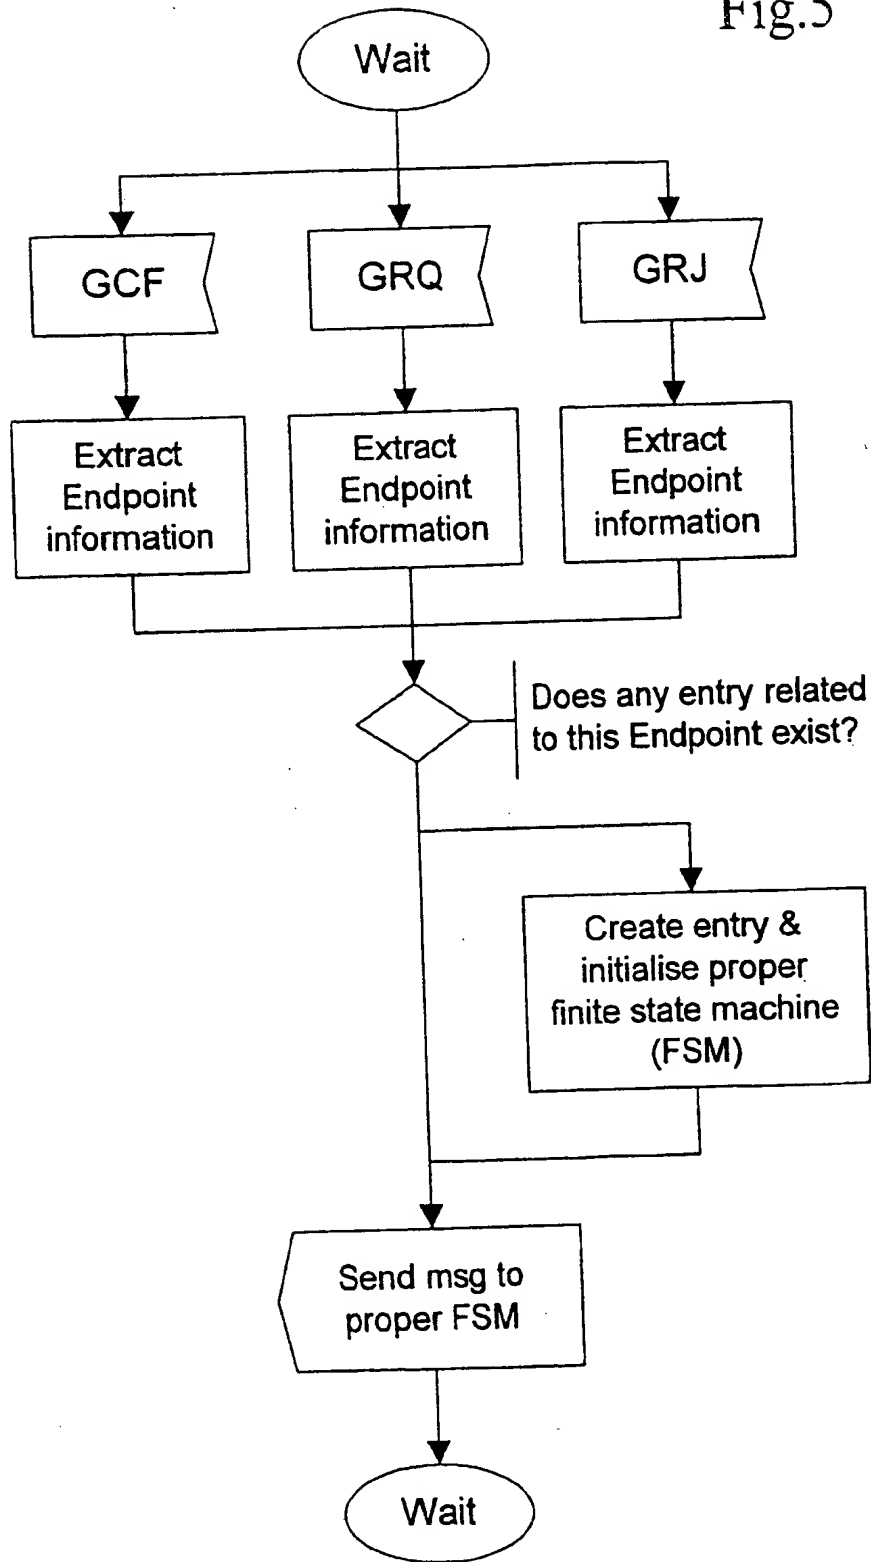 Fig.5
Wait
GCF
GRQ
GRJ
Extract
Endpoint
information
Extract
Endpoint
information
Extract
Endpoint
information
Does any entry related
to this Endpoint exist?
Create entry &
initialise proper
finite state machine
(FSM)
Send msg to
proper FSM
Wait